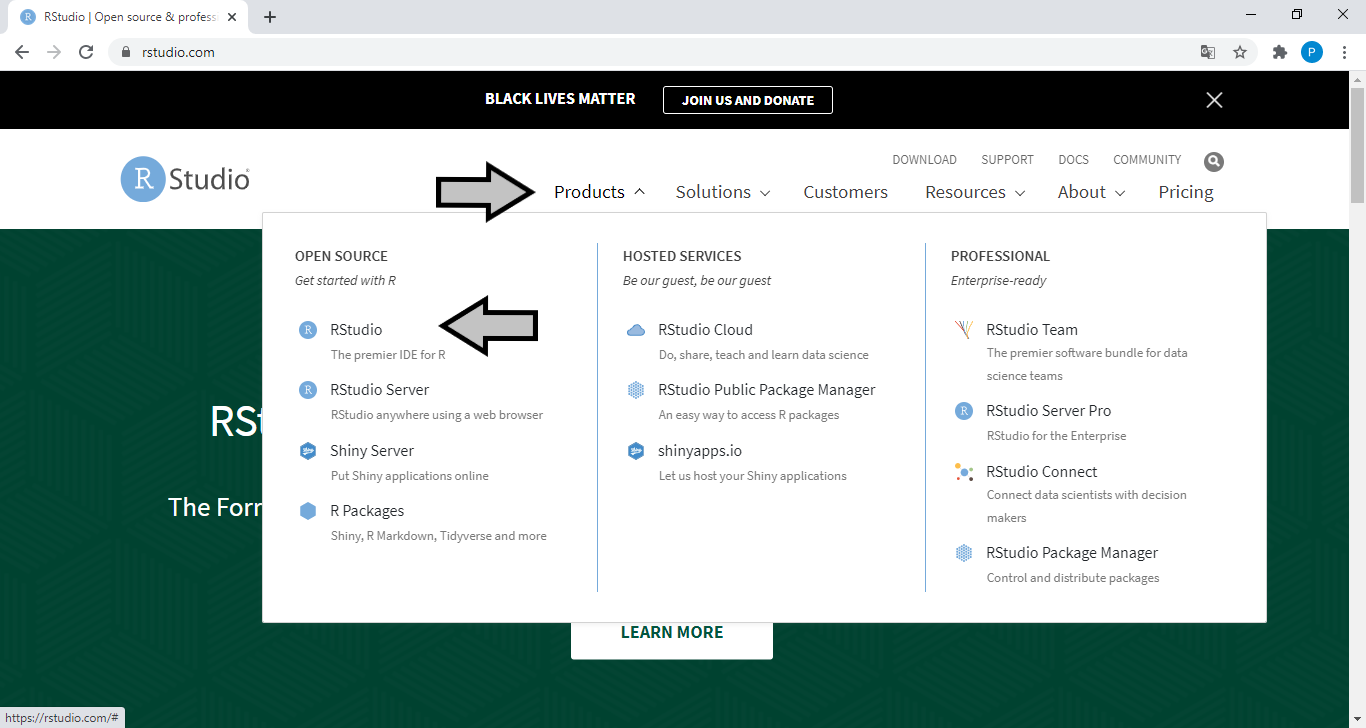 RStudio | Open source & profess
rstudio.com
P
BLACK LIVES MATTER
JOIN US AND DONATE
DOWNLOAD SUPPORT DOCS COMMUNITY
R Studio
Products Solutions Customers Resources About Pricing
OPEN SOURCE
Get started with R
RStudio
The premier IDE for R
RStudio Server
RStudio anywhere using a web browser
Shiny Server
Put Shiny applications online
R Packages
Shiny, R Markdown, Tidyverse and more
HOSTED SERVICES
Be our guest, be our guest
RStudio Cloud
Do, share, teach and learn data science
RStudio Public Package Manager
An easy way to access R packages
shinyapps.io
Let us host your Shiny applications
PROFESSIONAL
Enterprise-ready
RStudio Team
The premier software bundle for data
science teams
RStudio Server Pro
RStudio for the Enterprise
RStudio Connect
Connect data scientists with decision
makers
RStudio Package Manager
Control and distribute packages
RSt
The Forr
LEARN MORE
https://rstudio.com/#